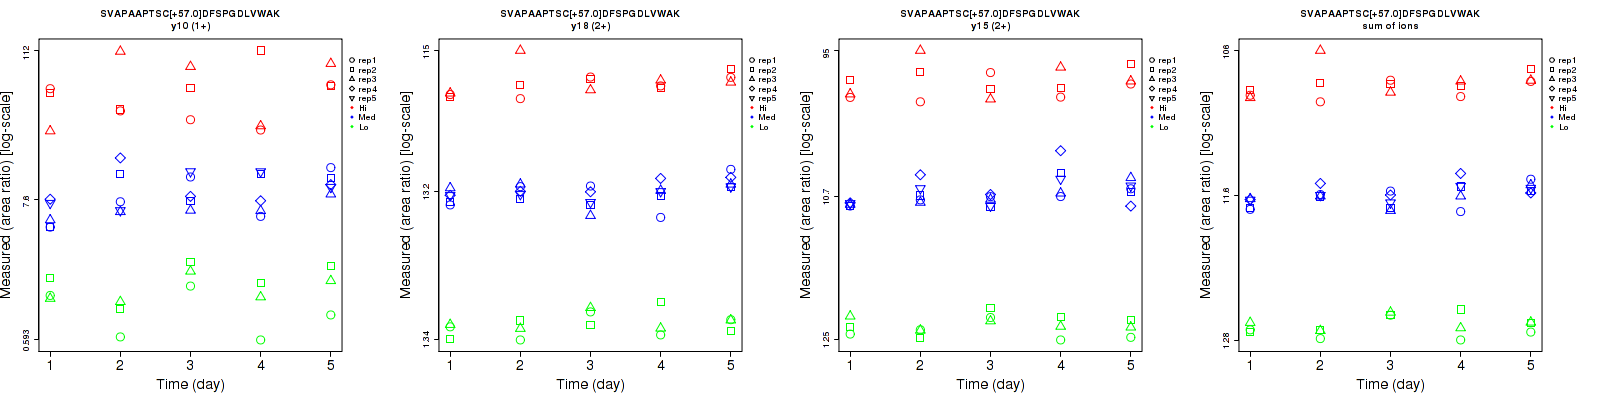 SVAPAAPTSC[+57.0]DFSPGDLVWAK
y10 (1+)
Measured (area ratio) [log-scale]
112
7.8
0.593
1
2
3
4
5
Time (day)
rep1
rep2
rep3
rep4
rep5
Hi
Med
Lo
SVAPAAPTSC[+57.0]DFSPGDLVWAK
y18 (2+)
Measured (area ratio) [log-scale]
115
13.2
1.34
1
2
3
4
5
Time (day)
rep1
rep2
rep3
rep4
rep5
Hi
Med
Lo
SVAPAAPTSC[+57.0]DFSPGDLVWAK
y15 (2+)
Measured (area ratio) [log-scale]
95
10.7
1.25
1
2
3
4
5
Time (day)
rep1
rep2
rep3
rep4
rep5
Hi
Med
Lo
SVAPAAPTSC[+57.0]DFSPGDLVWAK
sum of ions
Measured (area ratio) [log-scale]
106
11.6
1.28
1
2
3
4
5
Time (day)
rep1
rep2
rep3
rep4
rep5
Hi
Med
Lo